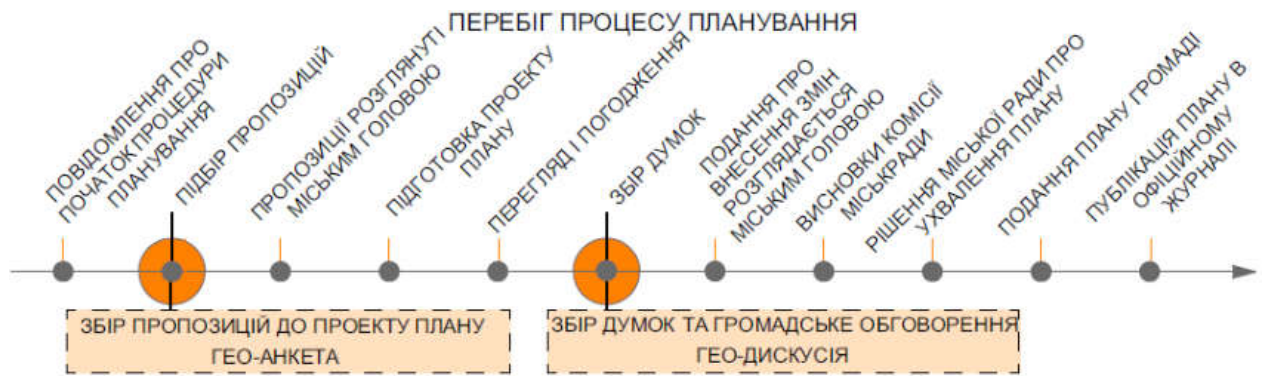 ПЕРЕБІГ ПРОЦЕСУ ПЛАНУВАННЯ
ПОВІДОМЛЕННЯ ПРО
ПОЧАТОК ПРОЦЕДУРИ
ПЛАНУВАННЯ
ПІДБІР ПРОПОЗИЦІЙ
ПРОПОЗИЦІЇ РОЗГЛЯНУТІ
МІСЬКИМ ГОЛОВОЮ
ПІДГОТОВКА ПРОЕКТУ
ПЛАНУ
ПЕРЕГЛЯД І ПОГОДЖЕННЯ
ЗБІР ДУМОК
ПОДАННЯ ПРО
ВНЕСЕННЯ ЗМІН
РОЗГЛЯДАЄТЬСЯ
МІСЬКИМ ГОЛОВОЮ
ВИСНОВКИ КОМІСІЇ
МІСЬКРАДИ
РІШЕННЯ МІСЬКОЇ РАДИ ПРО
УХВАЛЕННЯ ПЛАНУ
ПОДАННЯ ПЛАНУ ГРОМАДІ
ПУБЛІКАЦІЯ ПЛАНУ В
ОФІЦІЙНОМУ
ЖУРНАЛІ
ЗБІР ПРОПОЗИЦІЙ ДО ПРОЕКТУ ПЛАНУ
ГЕО-АНКЕТА
ЗБІР ДУМОК ТА ГРОМАДСЬКЕ ОБГОВОРЕННЯ
ГЕО-ДИСКУСІЯ